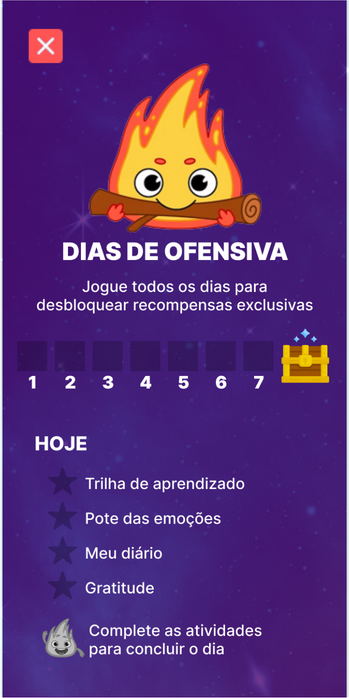 DIAS DE OFENSIVA
Jogue todos os dias para
desbloquear recompensas exclusivas
1 2 3 4 5 6 7
HOJE
Trilha de aprendizado
Pote das emoções
Meu diário
Gratitude
Complete as atividades
para concluir o dia